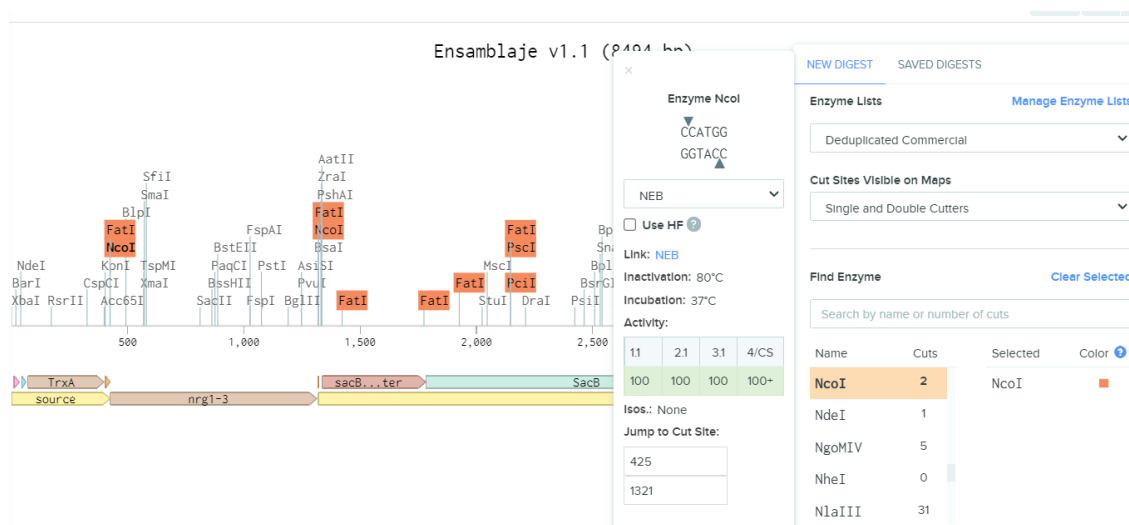 Ensamblaje v1.1 (8494 bp)
AatII
SfiI
ZraI
SmaI
PshAI
BlpI
FatI
FatI
FspAI
NcoI
FatI
Bp
NcoI
BstEII
BsaI
PscI
Sna
NdeI
KpnI
TspMI
PaqCI
PstI
AsiSI
MscI
Bpl
BarI
CspCI
XmaI
BssHII
PvuI
FatI
PciI
BsrGI
XbaI
RsrII
Acc65I
SacII
FspI
BglII
FatI
FatI
StuI
DraI
PsiI
500
1,000
1,500
2,000
2,500
TrxA
sacB...ter
SacB
source
nrg1-3
×
Enzyme NcoI
CCATGG
GGTACC
NEB
Use HF ?
Link: NEB
Inactivation: 80°C
Incubation: 37°C
Activity:
1.1 2.1 3.1 4/CS
100 100 100 100+
Isos.: None
Jump to Cut Site:
425
1321
NEW DIGEST SAVED DIGESTS
Enzyme Lists Manage Enzyme Lists
Deduplicated Commercial
Cut Sites Visible on Maps
Single and Double Cutters
Find Enzyme Clear Selected
Search by name or number of cuts
Name Cuts Selected Color ?
NcoI 2 NcoI
NdeI 1
NgoMIV 5
NheI 0
NlaIII 31